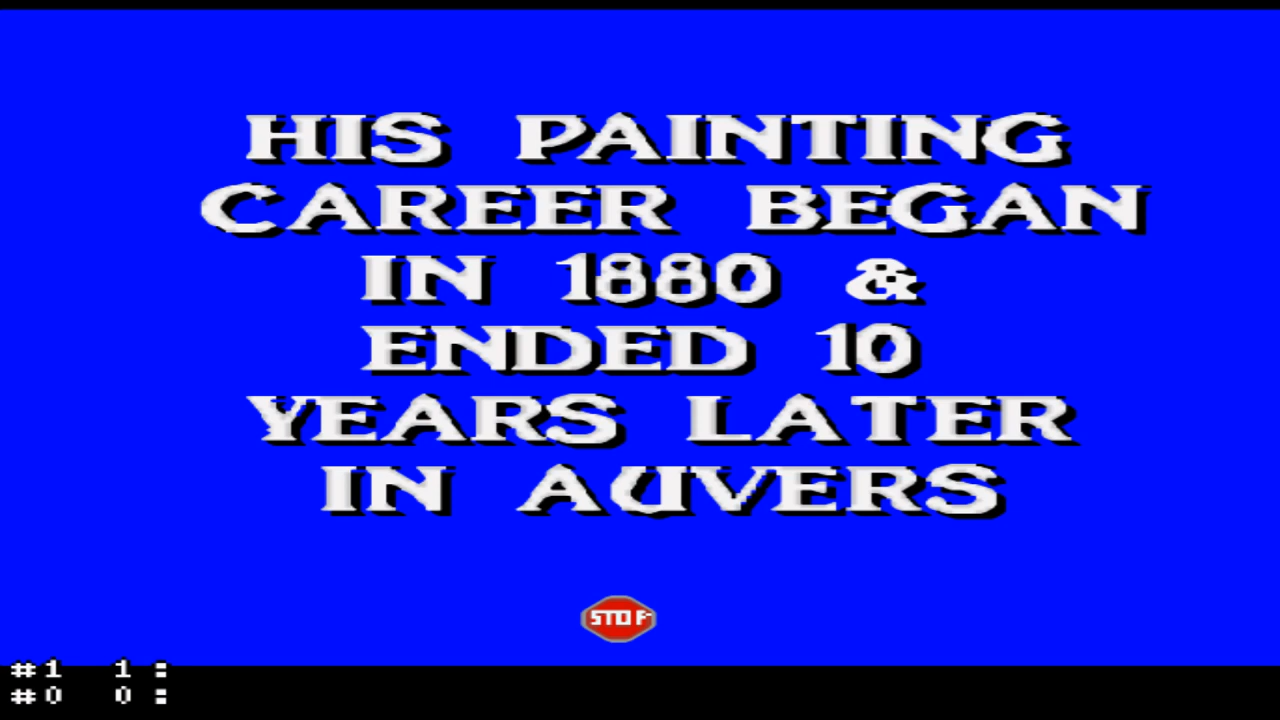 HIS PAINTING
CAREER BEGAN
IN 1880 &
ENDED 10
YEARS LATER
IN AUVERS
STOP
#1 1 :
#0 0 :